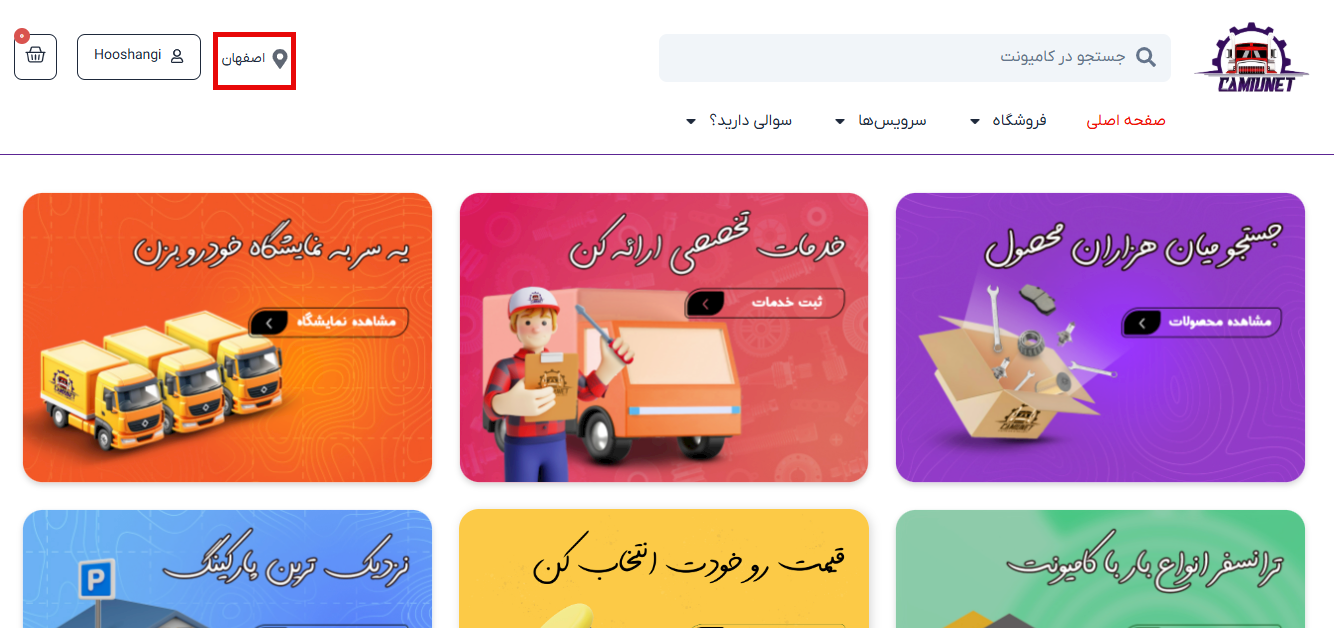 CAMIUNET
جستجو در کامیونت
اصفهان
Hooshangi
صفحه اصلی
فروشگاه
سرویس‌ها
سوالی دارید؟
جستجو میان هزاران محصول
مشاهده محصولات
CAMIUNET
خدمات تخصصی ارائه کن
ثبت خدمات
CAMIUNET
یه سر به نمایشگاه خودرو بزن
مشاهده نمایشگاه
ترانسفر انواع بار با کامیونت
قیمت رو خودت انتخاب کن
نزدیک ترین پارکینگ
P